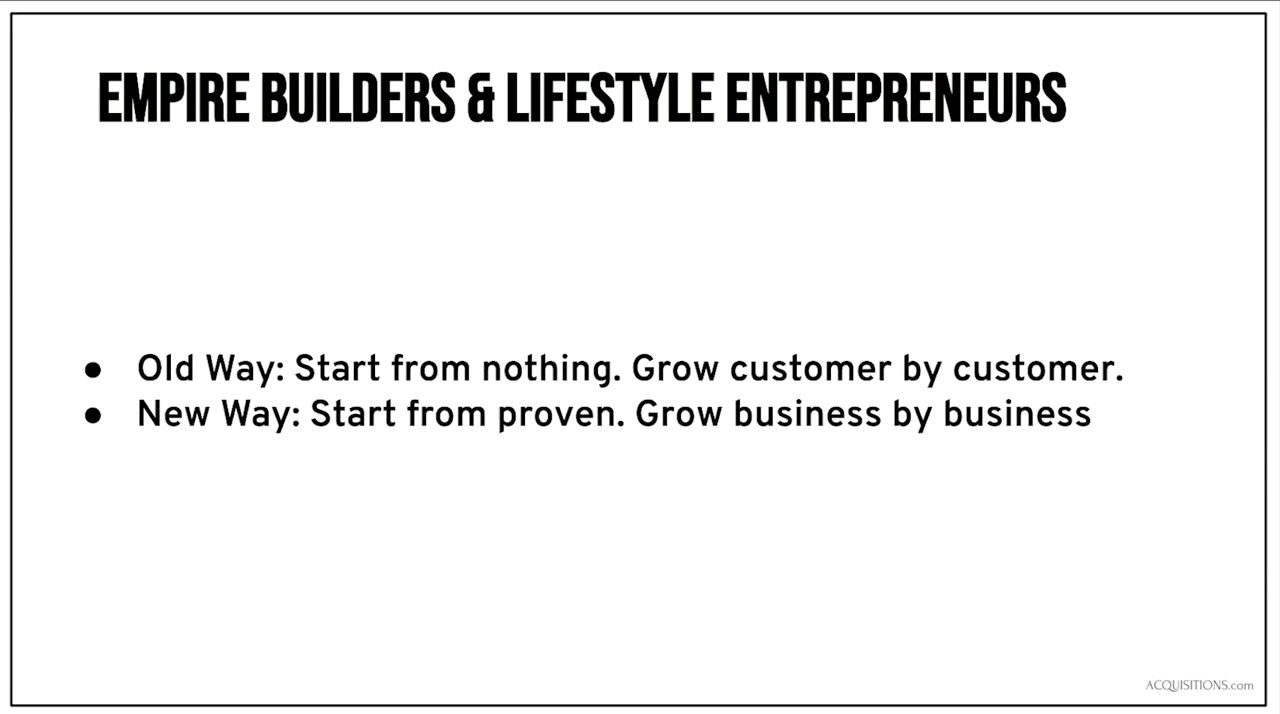 EMPIRE BUILDERS & LIFESTYLE ENTREPRENEURS
● Old Way: Start from nothing. Grow customer by customer.
● New Way: Start from proven. Grow business by business
ACQUISITIONS.com